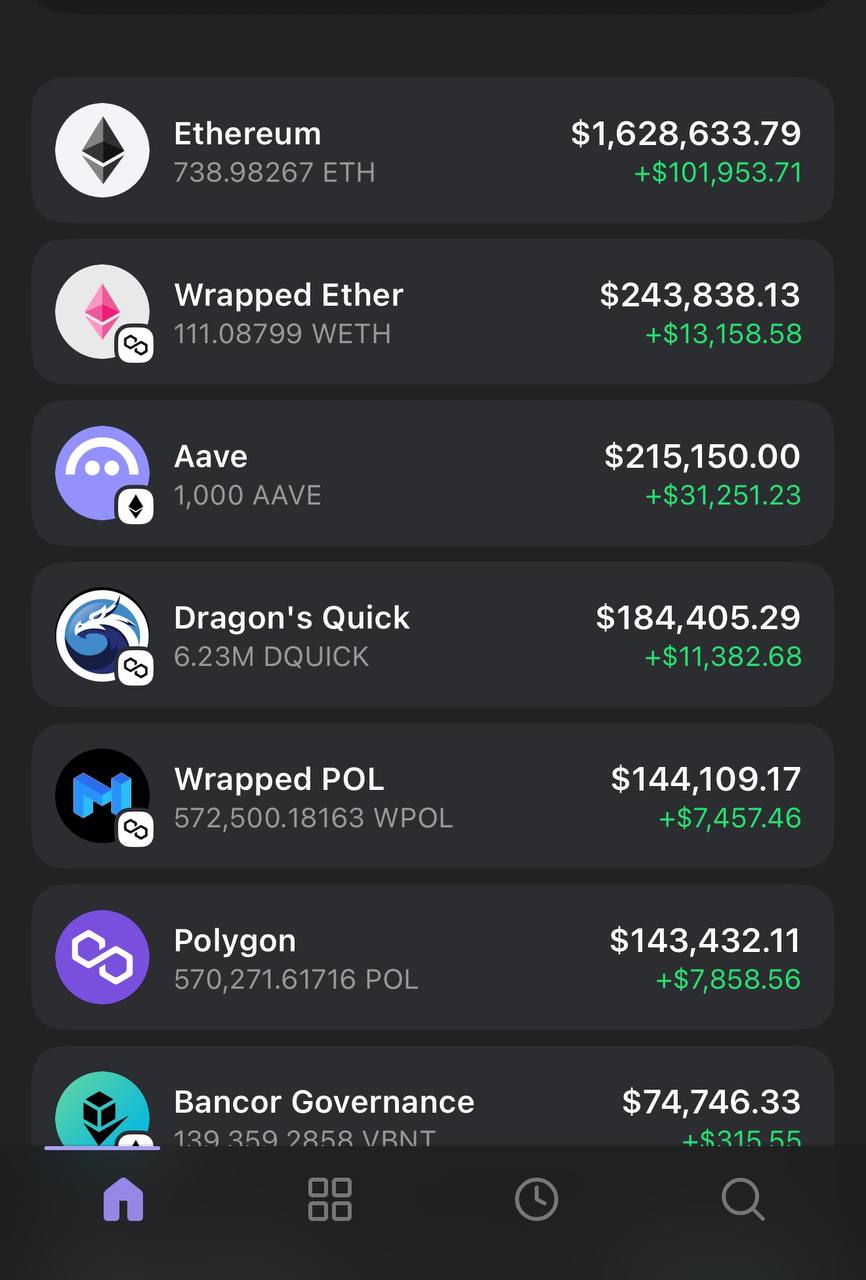 Ethereum
$1,628,633.79
738.98267 ETH
+$101,953.71
Wrapped Ether
$243,838.13
111.08799 WETH
+$13,158.58
Aave
$215,150.00
1,000 AAVE
+$31,251.23
Dragon's Quick
$184,405.29
6.23M DQUICK
+$11,382.68
Wrapped POL
$144,109.17
572,500.18163 WPOL
+$7,457.46
Polygon
$143,432.11
570,271.61716 POL
+$7,858.56
Bancor Governance
$74,746.33
139,359.2858 VBNT
+$315.55